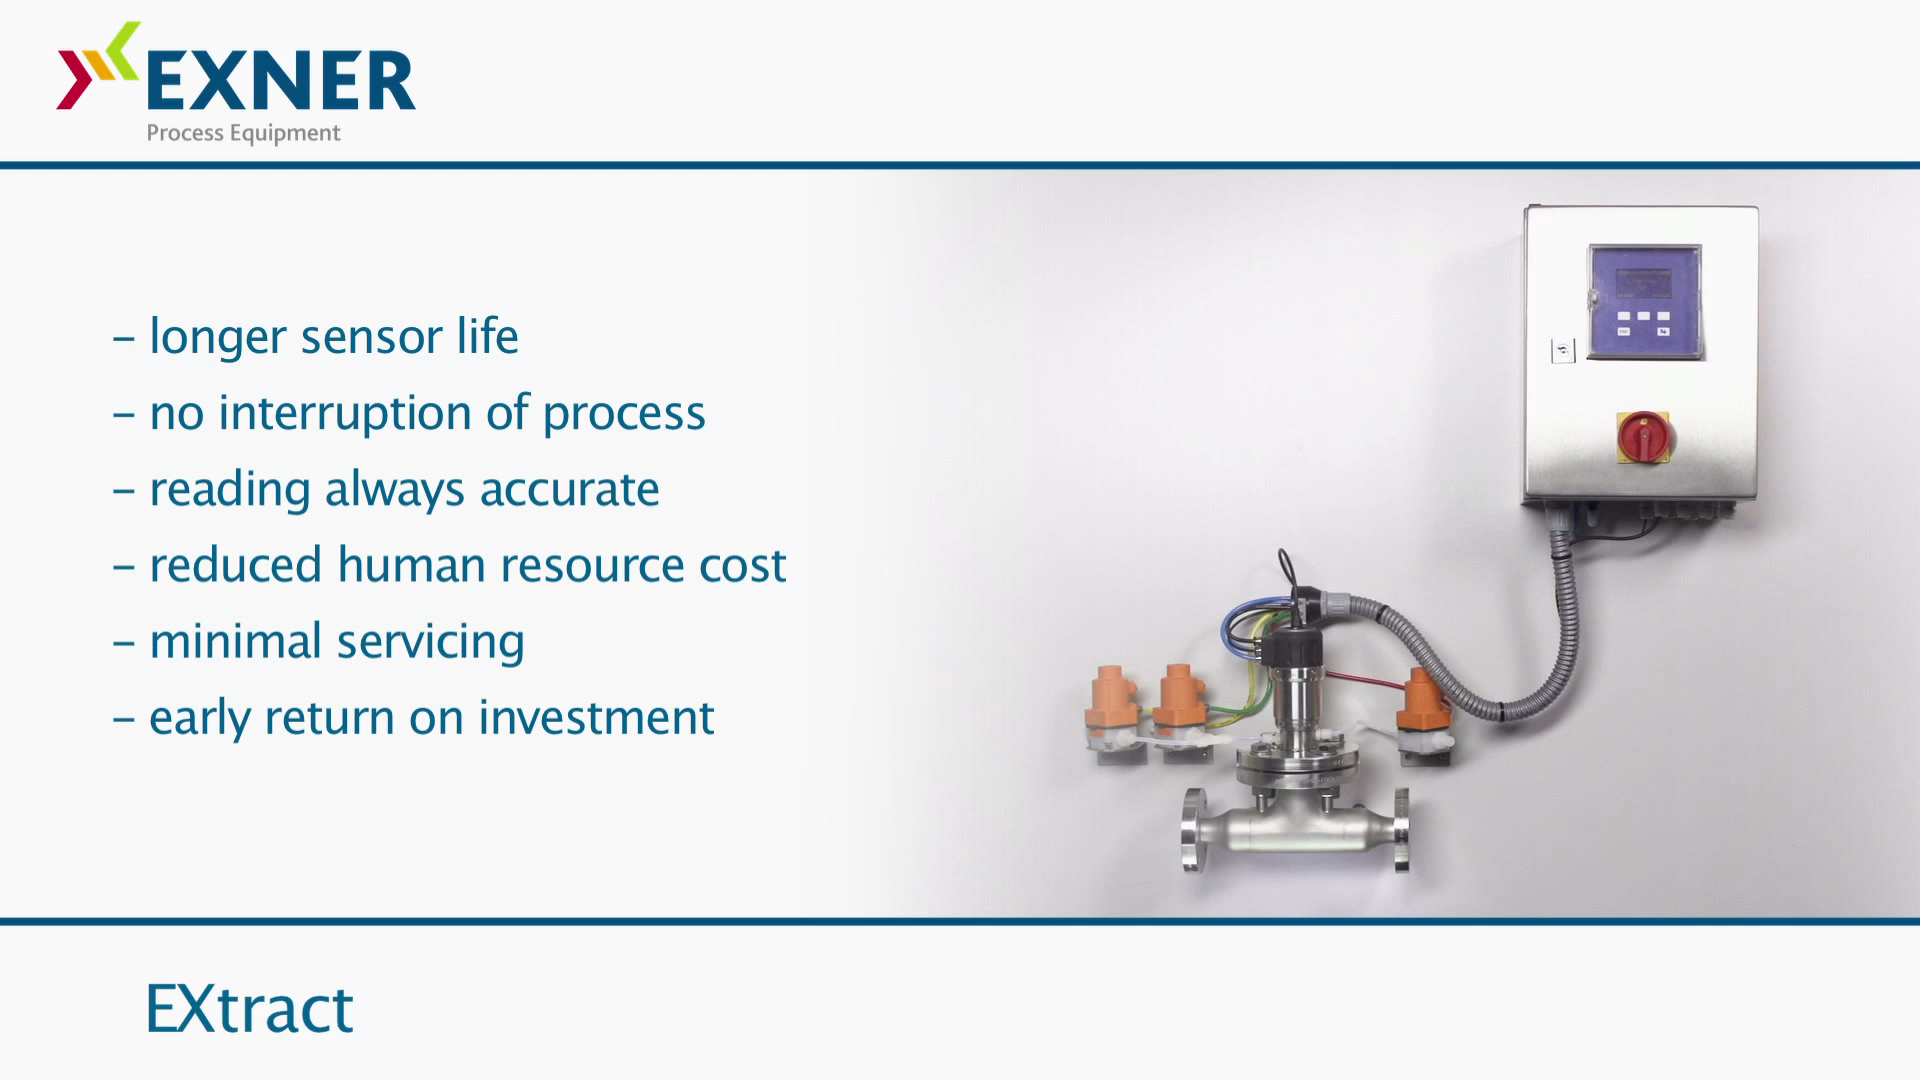 EXNER
Process Equipment
– longer sensor life
– no interruption of process
– reading always accurate
– reduced human resource cost
– minimal servicing
– early return on investment
EXtract